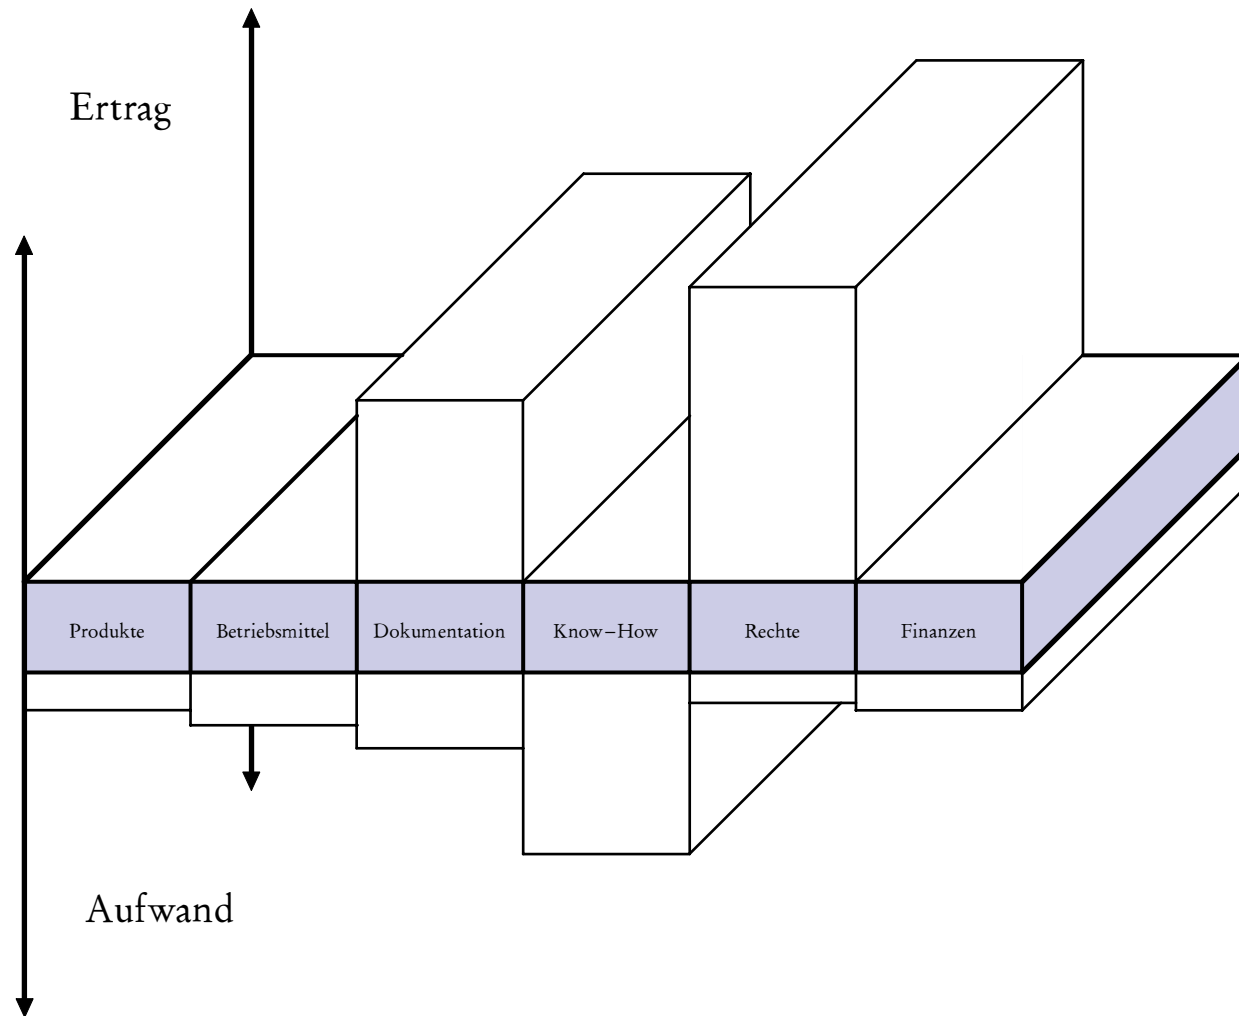 Ertrag
Produkte
Betriebsmittel
Dokumentation
Know-How
Rechte
Finanzen
Aufwand